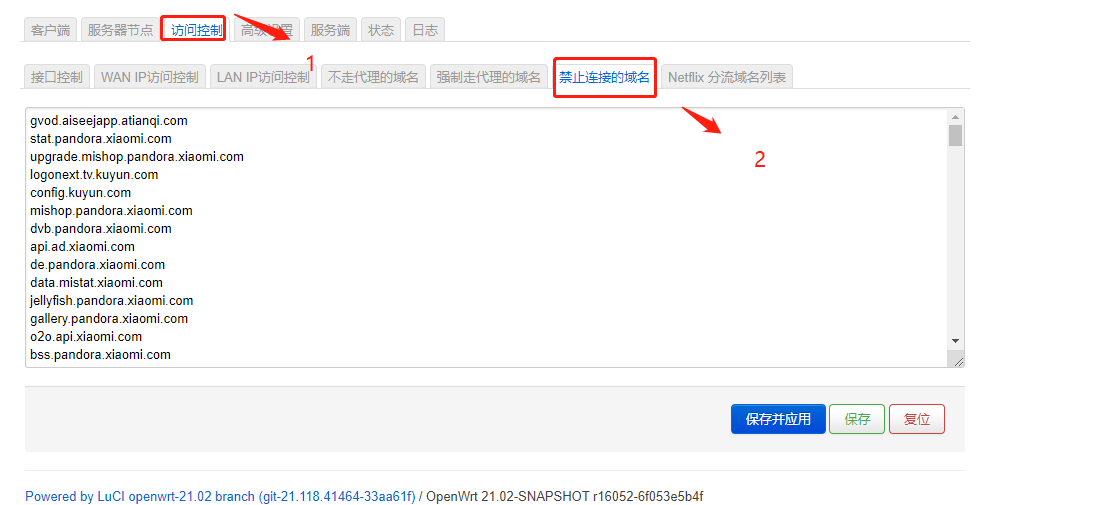 客户端 服务器节点 访问控制 高级设置 服务端 状态 日志
1
接口控制 WAN IP访问控制 LAN IP访问控制 不走代理的域名 强制走代理的域名 禁止连接的域名 Netflix 分流域名列表
gvod.aiseejapp.atianqi.com
stat.pandora.xiaomi.com
2
upgrade.mishop.pandora.xiaomi.com
logonext.tv.kuyun.com
config.kuyun.com
mishop.pandora.xiaomi.com
dvb.pandora.xiaomi.com
api.ad.xiaomi.com
de.pandora.xiaomi.com
data.mistat.xiaomi.com
jellyfish.pandora.xiaomi.com
gallery.pandora.xiaomi.com
o2o.api.xiaomi.com
bss.pandora.xiaomi.com
保存并应用 保存 复位
Powered by LuCI openwrt-21.02 branch (git-21.118.41464-33aa61f) / OpenWrt 21.02-SNAPSHOT r16052-6f053e5b4f